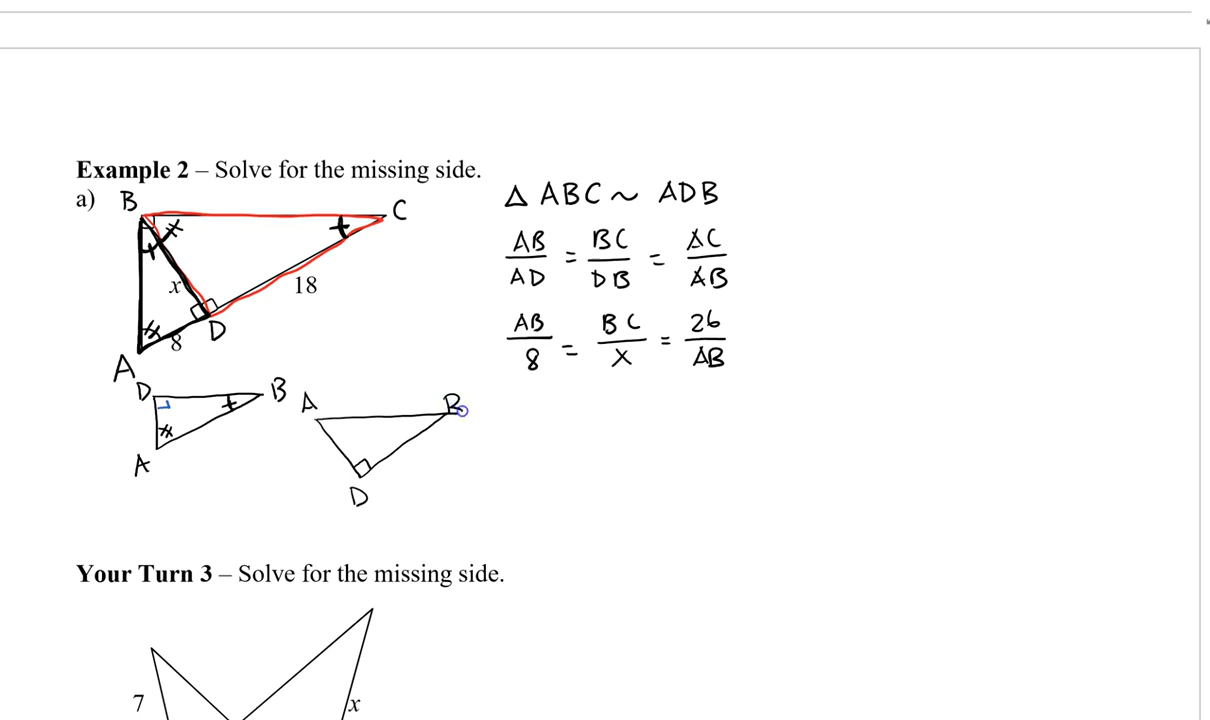 Example 2 – Solve for the missing side.
a) B
C
x
18
D
8
A
△ ABC ~ ADB
AB/AD = BC/DB = AC/AB
AB/8 = BC/x = 26/AB
D B
A
A B
D
Your Turn 3 – Solve for the missing side.
7 x